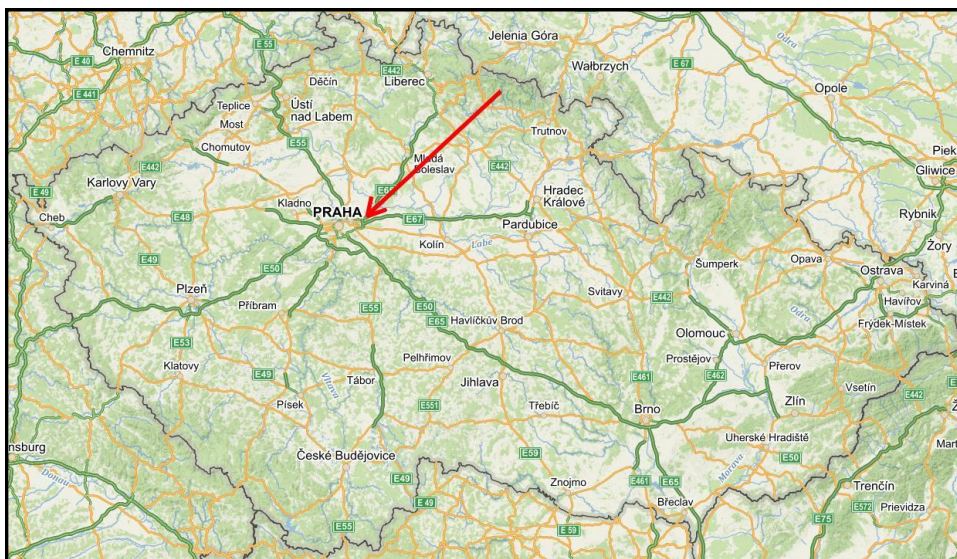 E 55
Jelenia Góra
Odra
Chemnitz
E 40
E442
E 67
Wałbrzych
Děčín
Liberec
Opole
E 441
Teplice
Ústí
nad Labem
Most
Trutnov
Chomutov
E55
Mladá
Boleslav
E442
E442
Piek
Gliwice
Karlovy Vary
E 49
Kladno
Hradec
Králové
PRAHA
Cheb
E48
E67
Pardubice
Rybnik
Kolín
Labe
Żory
E49
E50
Šumperk
Opava
Ostrava
Karviná
Plzeň
Příbram
E55
E50
Svitavy
E442
Havířov
Odra
E65
Havlíčkův Brod
Frýdek-Místek
Olomouc
E53
Pelhřimov
Prostějov
Klatovy
E49
Tábor
Jihlava
E461
E462
Přerov
Vltava
Vsetín
E442
Písek
E551
Třebíč
Brno
Zlín
Uherské Hradiště
nsburg
České Budějovice
E59
E50
Mart
Donau
E49
Znojmo
E461
E65
Morava
Trenčín
E 49
Břeclav
E572
Prievidza
E55
E 59
E75